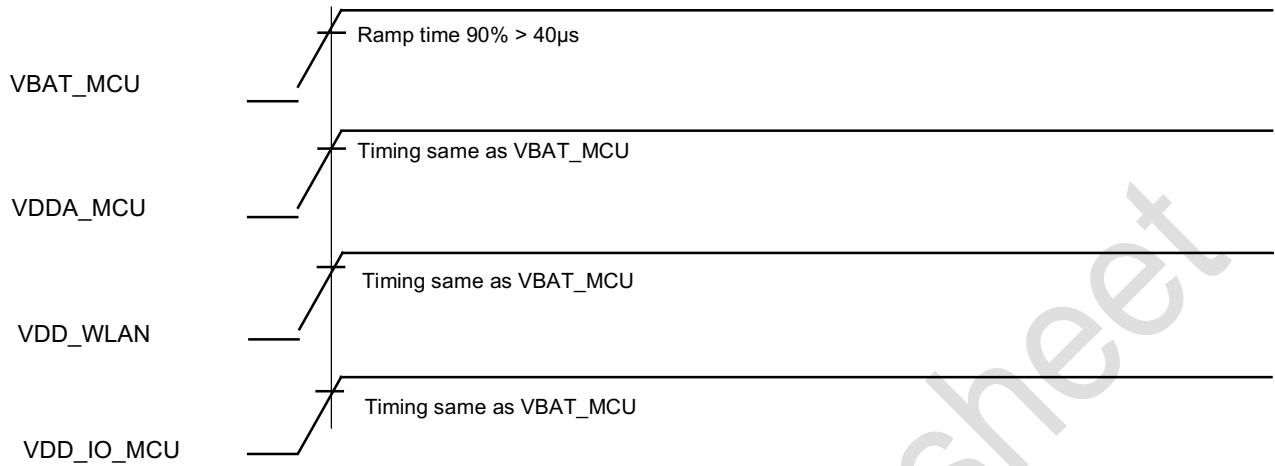 Ramp time 90% > 40µs
VBAT_MCU
Timing same as VBAT_MCU
VDDA_MCU
Timing same as VBAT_MCU
VDD_WLAN
Timing same as VBAT_MCU
VDD_IO_MCU
sheet